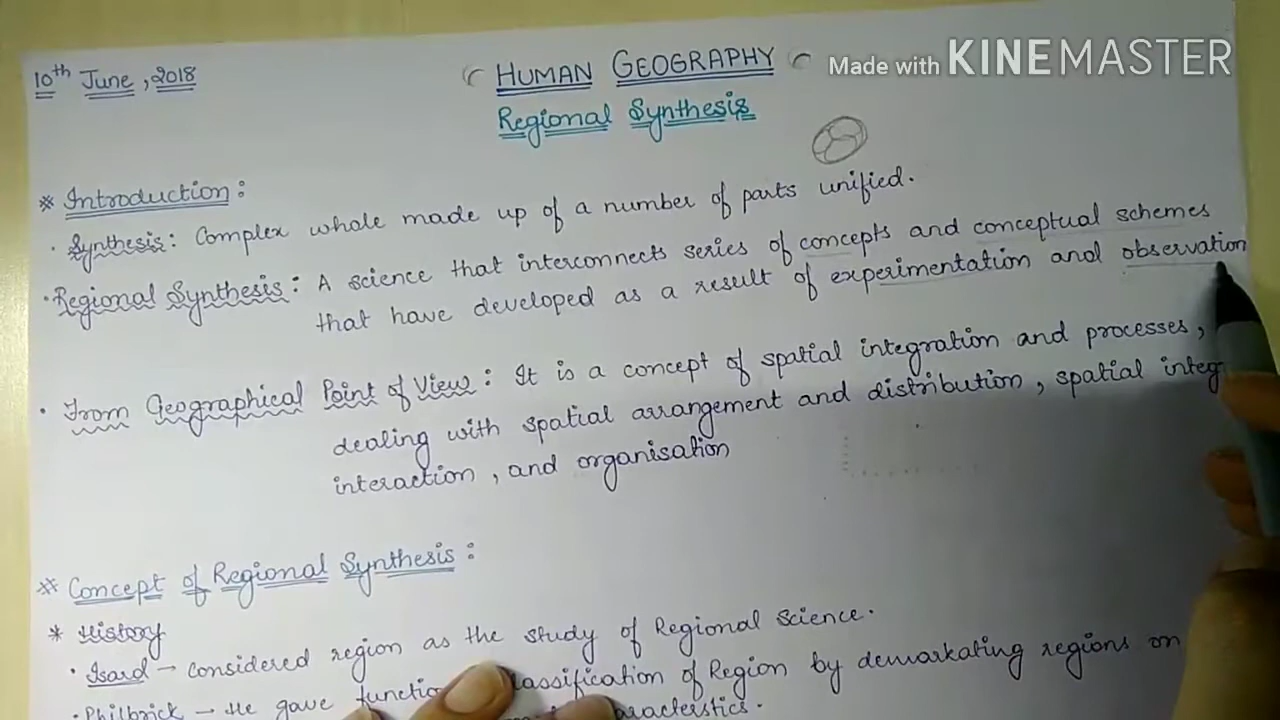 10th June, 2018
HUMAN GEOGRAPHY
Made with KINEMASTER
Regional Synthesis
* Introduction:
· Synthesis: Complex whole made up of a number of parts unified.
· Regional Synthesis: A science that interconnects series of concepts and conceptual schemes
that have developed as a result of experimentation and observation
· From Geographical Point of View: It is a concept of spatial integration and processes,
dealing with spatial arrangement and distribution, spatial integ
interaction, and organisation
* Concept of Regional Synthesis:
* History
· Isard - considered region as the study of Regional Science.
· Philbrick - He gave functio lassification of Region by demarkating regions on
characteristics.